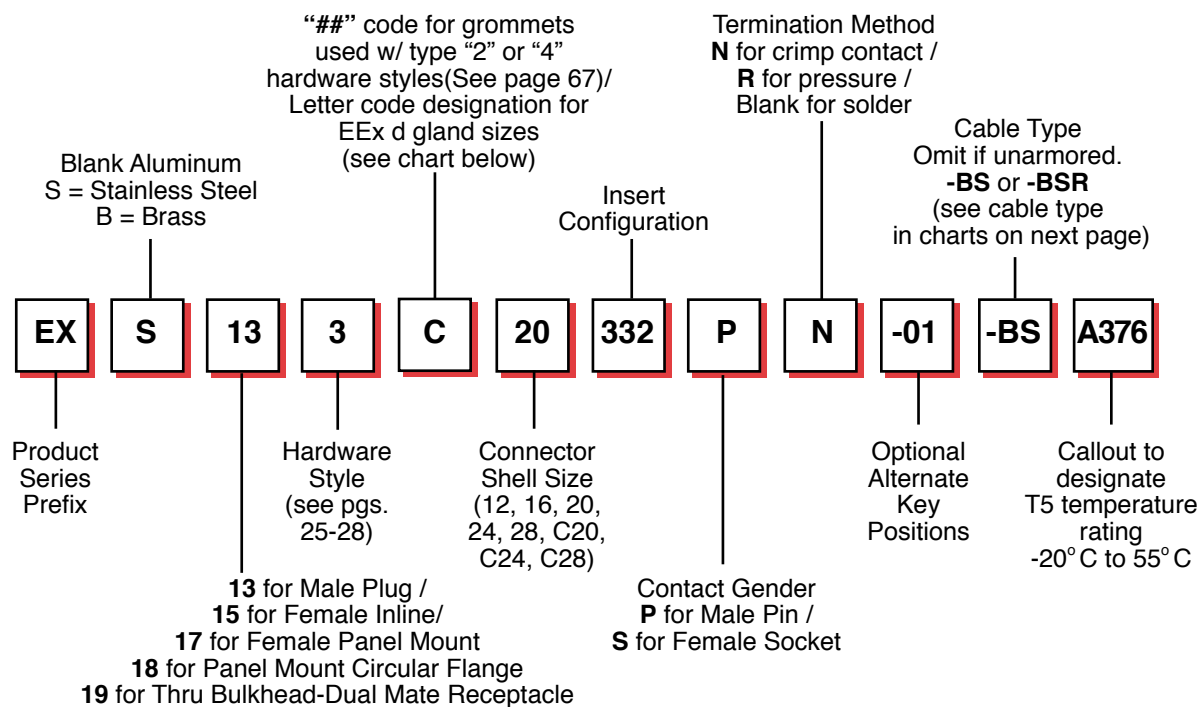 “##” code for grommets
used w/ type “2” or “4”
hardware styles(See page 67)/
Letter code designation for
EEx d gland sizes
(see chart below)
Termination Method
N for crimp contact /
R for pressure /
Blank for solder
Blank Aluminum
S = Stainless Steel
B = Brass
Insert
Configuration
Cable Type
Omit if unarmored.
-BS or -BSR
(see cable type
in charts on next page)
EX S 13 3 C 20 332 P N -01 -BS A376
Product
Series
Prefix
Hardware
Style
(see pgs.
25-28)
Connector
Shell Size
(12, 16, 20,
24, 28, C20,
C24, C28)
Optional
Alternate
Key
Positions
Callout to
designate
T5 temperature
rating
-20° C to 55° C
13 for Male Plug /
15 for Female Inline/
17 for Female Panel Mount
18 for Panel Mount Circular Flange
19 for Thru Bulkhead-Dual Mate Receptacle
Contact Gender
P for Male Pin /
S for Female Socket